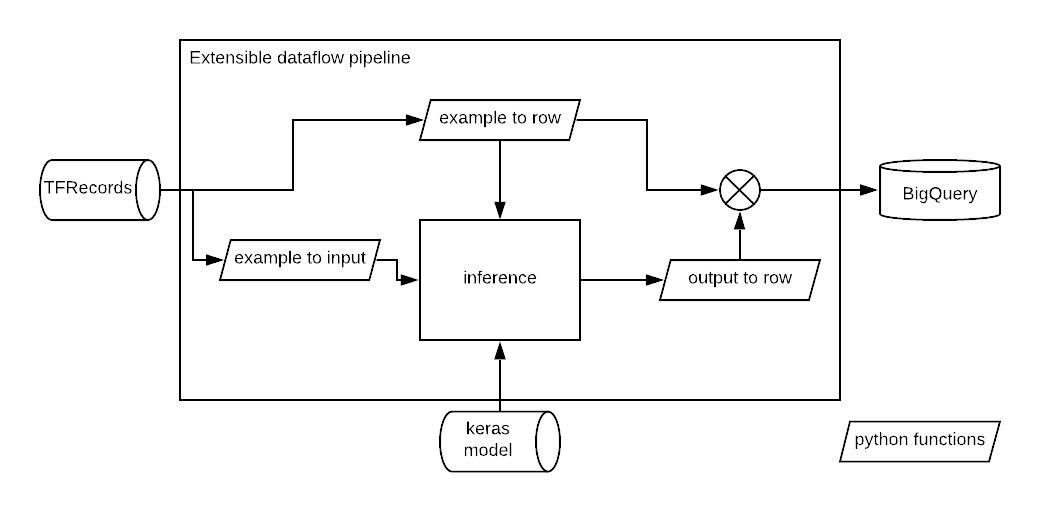 Extensible dataflow pipeline
example to row
TFRecords
BigQuery
example to input
inference
output to row
keras
model
python functions